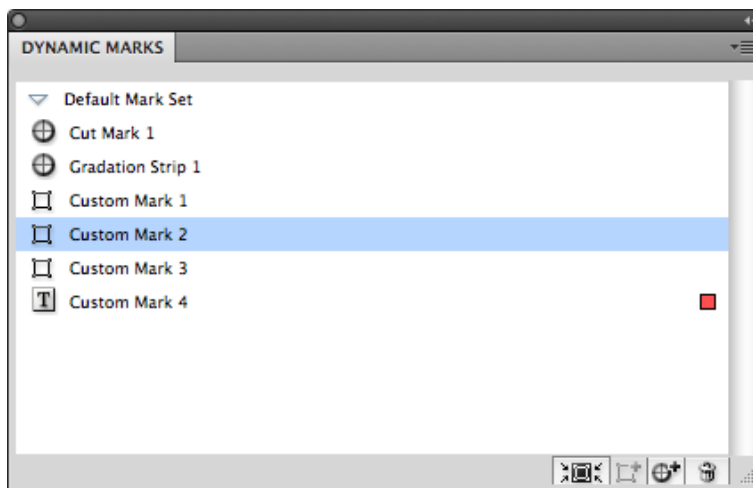 DYNAMIC MARKS
Default Mark Set
Cut Mark 1
Gradation Strip 1
Custom Mark 1
Custom Mark 2
Custom Mark 3
T Custom Mark 4